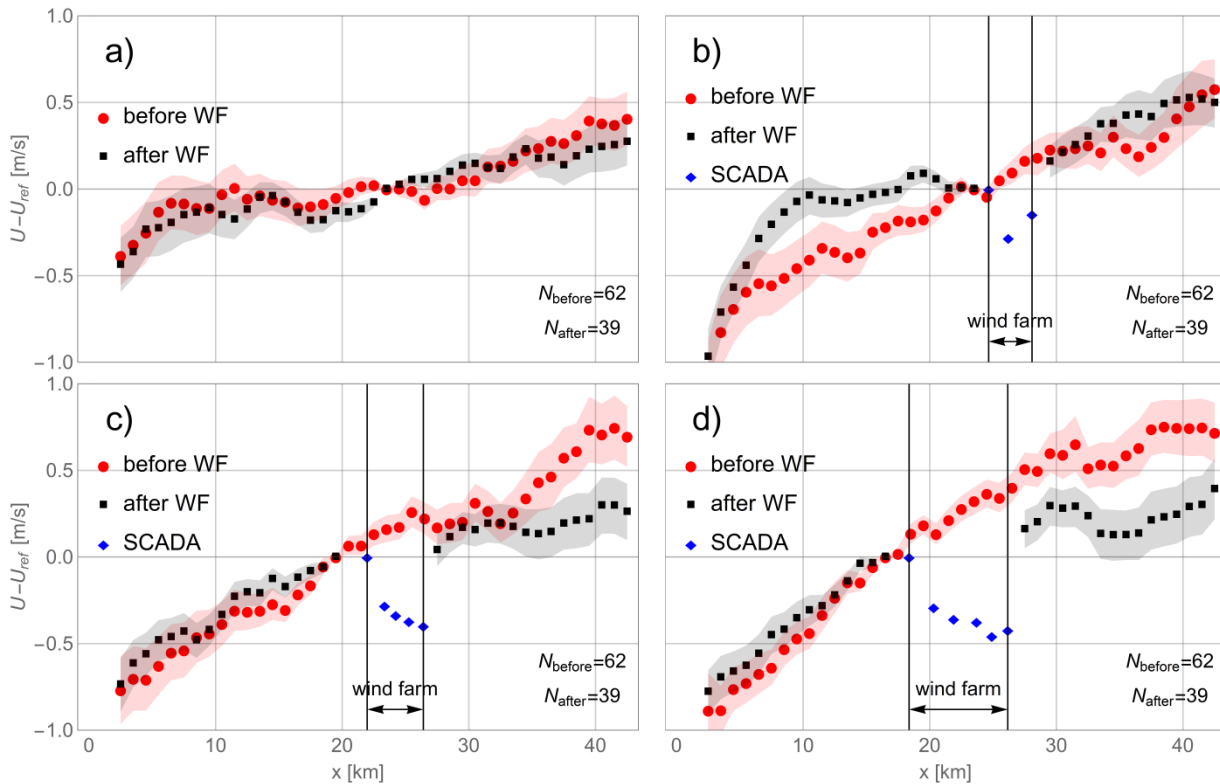 a)
before WF
after WF
N_before=62
N_after=39
1.0
0.5
0.0
−0.5
−1.0
U−U_ref [m/s]
b)
before WF
after WF
SCADA
wind farm
N_before=62
N_after=39
c)
before WF
after WF
SCADA
wind farm
N_before=62
N_after=39
1.0
0.5
0.0
−0.5
−1.0
U−U_ref [m/s]
0 10 20 30 40
x [km]
d)
before WF
after WF
SCADA
wind farm
N_before=62
N_after=39
0 10 20 30 40
x [km]